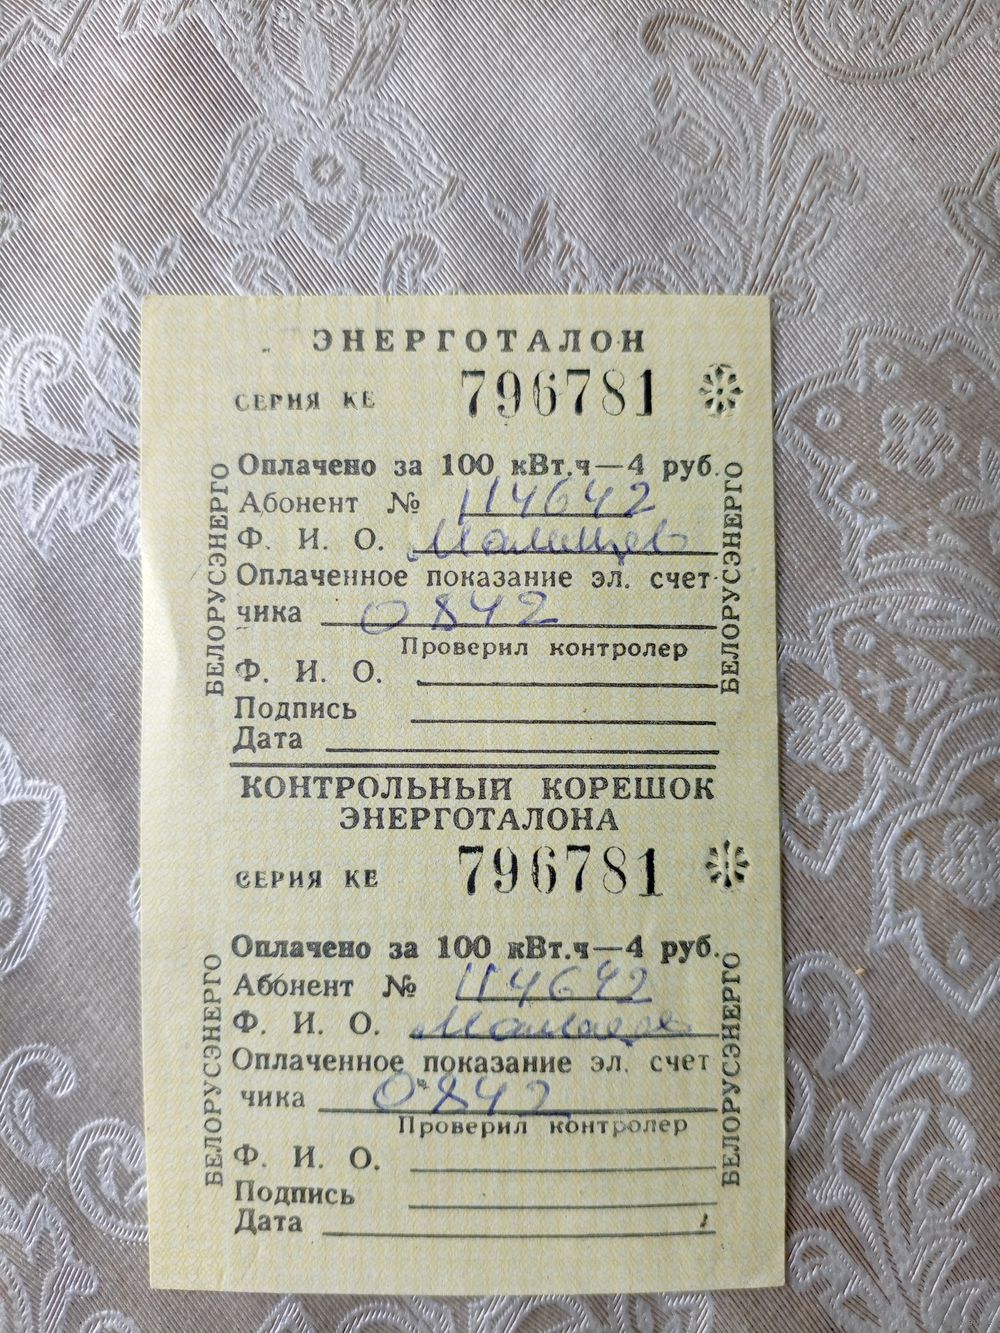 ЭНЕРГОТАЛОН
СЕРИЯ КЕ 796781
Оплачено за 100 кВт.ч—4 руб.
Абонент № 114642
Ф. И. О.
Оплаченное показание эл. счет-
чика 0842
Проверил контролер
Ф. И. О.
Подпись
Дата
БЕЛОРУСЭНЕРГО
БЕЛОРУСЭНЕРГО
КОНТРОЛЬНЫЙ КОРЕШОК
ЭНЕРГОТАЛОНА
СЕРИЯ КЕ 796781
Оплачено за 100 кВт.ч—4 руб.
Абонент № 114642
Ф. И. О.
Оплаченное показание эл. счет
чика 0842
Проверил контролер
Ф. И. О.
Подпись
Дата
БЕЛОРУСЭНЕРГО
БЕЛОРУСЭНЕРГО